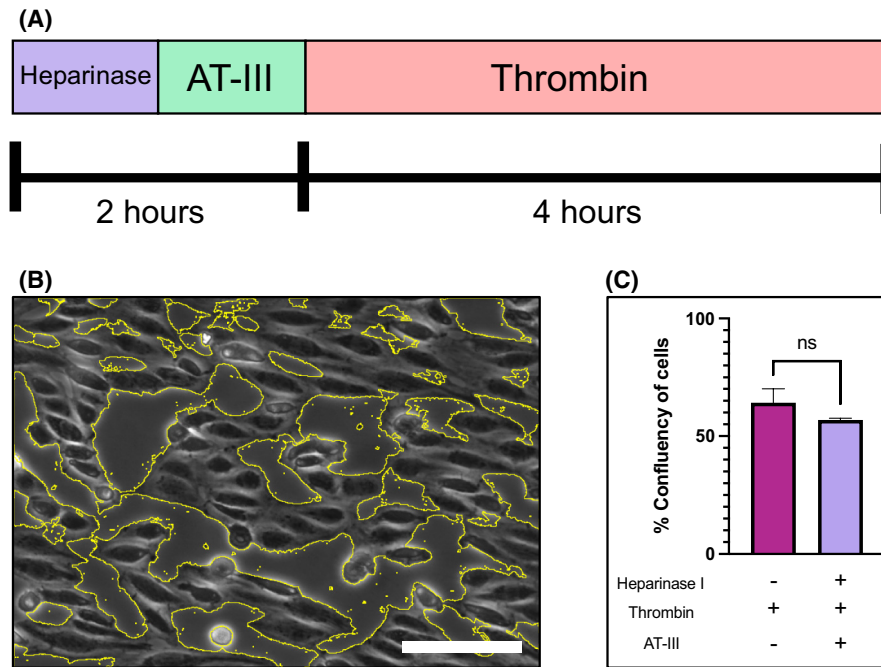 (A)
Heparinase AT-III Thrombin
2 hours 4 hours
(B)
(C)
100
ns
50
0
% Confluency of cells
Heparinase I - +
Thrombin + +
AT-III - +